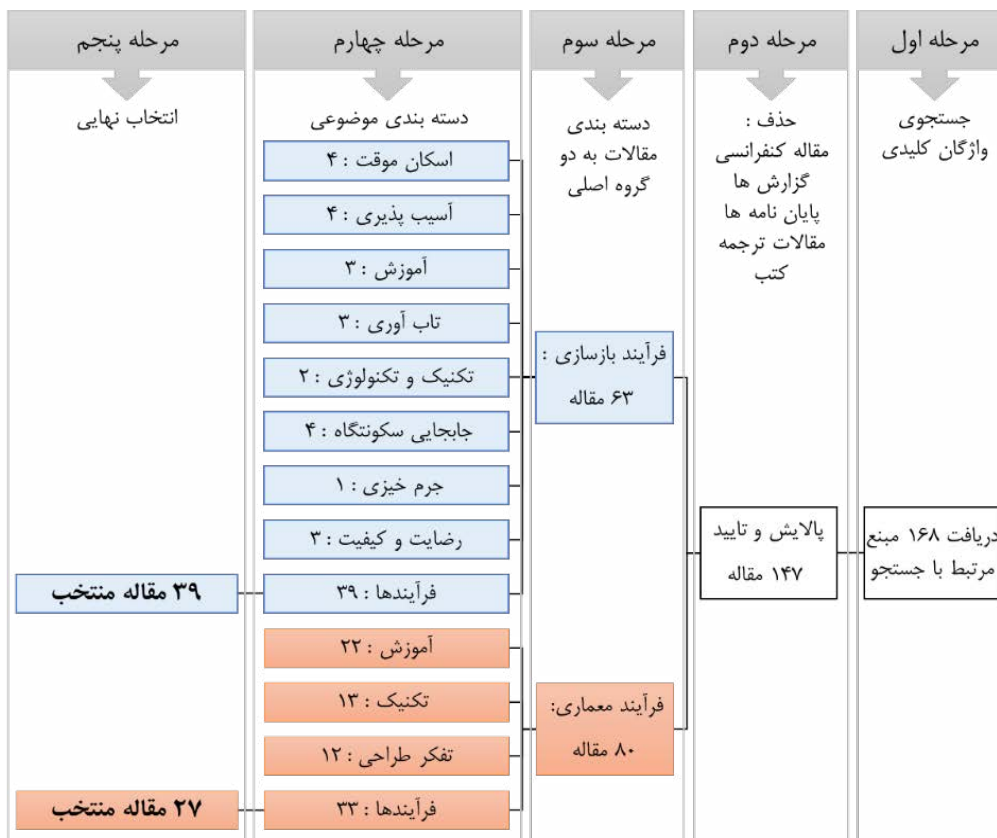 مرحله اول
جستجوی
واژگان کلیدی
دریافت ۱۶۸ منبع
مرتبط با جستجو
مرحله دوم
حذف :
مقاله کنفرانسی
گزارش ها
پایان نامه ها
مقالات ترجمه
کتب
پالایش و تایید
۱۴۷ مقاله
مرحله سوم
دسته بندی
مقالات به دو
گروه اصلی
فرآیند بازسازی :
۶۳ مقاله
فرآیند معماری:
۸۰ مقاله
مرحله چهارم
دسته بندی موضوعی
اسکان موقت : ۴
آسیب پذیری : ۴
آموزش : ۳
تاب آوری : ۳
تکنیک و تکنولوژی : ۲
جابجایی سکونتگاه : ۴
جرم خیزی : ۱
رضایت و کیفیت : ۳
فرآیندها : ۳۹
آموزش : ۲۲
تکنیک : ۱۳
تفکر طراحی : ۱۲
فرآیندها : ۳۳
مرحله پنجم
انتخاب نهایی
۳۹ مقاله منتخب
۲۷ مقاله منتخب